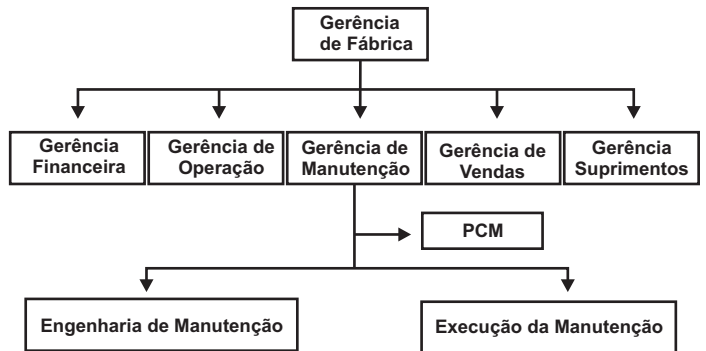 Gerência
de Fábrica
Gerência
Financeira
Gerência de
Operação
Gerência de
Manutenção
Gerência de
Vendas
Gerência
Suprimentos
PCM
Engenharia de Manutenção
Execução da Manutenção